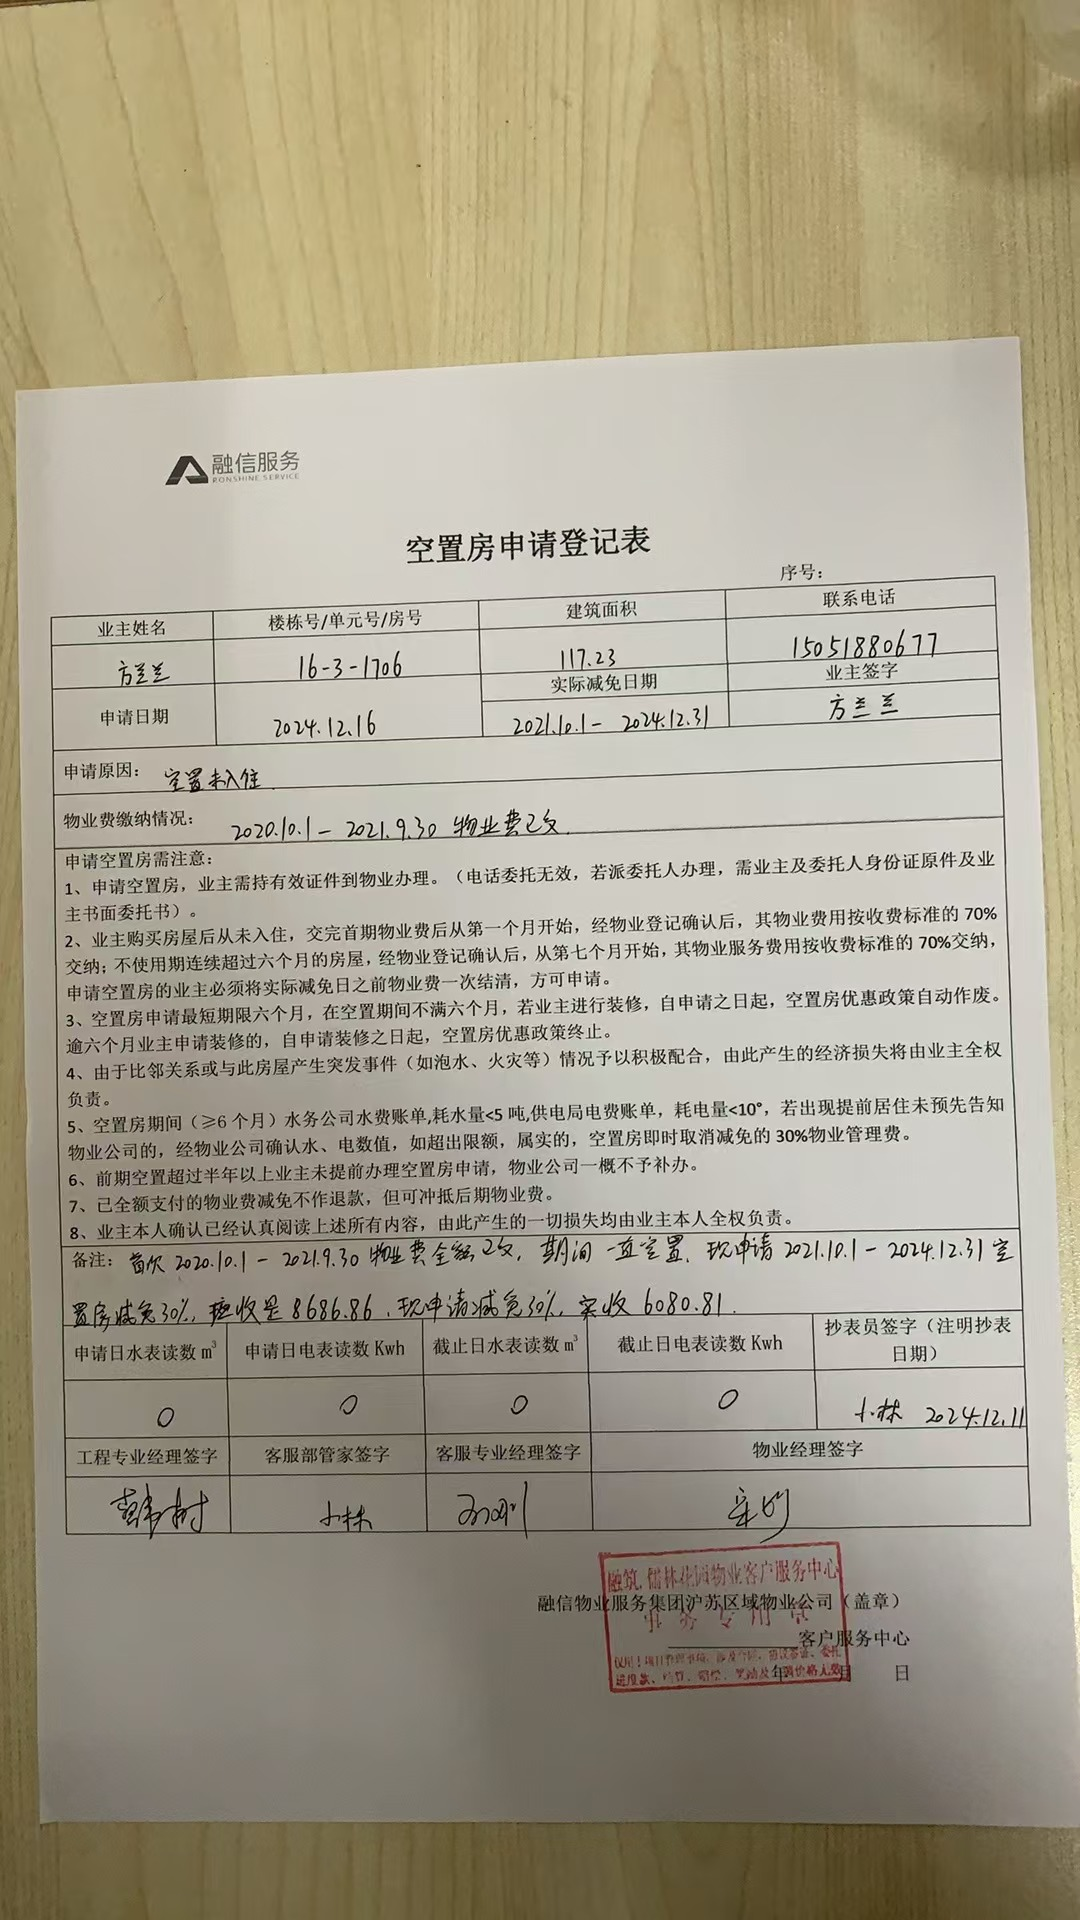 融信服务
RONSHINE SERVICE
空置房申请登记表
序号：
业主姓名 楼栋号/单元号/房号 建筑面积 联系电话
方兰兰 16-3-1706 117.23 15051880677
实际减免日期 业主签字
申请日期 2024.12.16 2021.10.1- 2024.12.31 方兰兰
申请原因： 空置未入住.
物业费缴纳情况： 2020.10.1- 2021.9.30 物业费已交.
申请空置房需注意：
1、申请空置房，业主需持有效证件到物业办理。（电话委托无效，若派委托人办理，需业主及委托人身份证原件及业
主书面委托书）。
2、业主购买房屋后从未入住，交完首期物业费后从第一个月开始，经物业登记确认后，其物业费用按收费标准的 70%
交纳；不使用期连续超过六个月的房屋，经物业登记确认后，从第七个月开始，其物业服务费用按收费标准的 70%交纳，
申请空置房的业主必须将实际减免日之前物业费一次结清，方可申请。
3、空置房申请最短期限六个月，在空置期间不满六个月，若业主进行装修，自申请之日起，空置房优惠政策自动作废。
逾六个月业主申请装修的，自申请装修之日起，空置房优惠政策终止。
4、由于比邻关系或与此房屋产生突发事件（如泡水、火灾等）情况予以积极配合，由此产生的经济损失将由业主全权
负责。
5、空置房期间（≥6 个月）水务公司水费账单,耗水量<5 吨,供电局电费账单，耗电量<10°，若出现提前居住未预先告知
物业公司的，经物业公司确认水、电数值，如超出限额，属实的，空置房即时取消减免的 30%物业管理费。
6、前期空置超过半年以上业主未提前办理空置房申请，物业公司一概不予补办。
7、已全额支付的物业费减免不作退款，但可冲抵后期物业费。
8、业主本人确认已经认真阅读上述所有内容，由此产生的一切损失均由业主本人全权负责。
备注： 首次 2020.10.1- 2021.9.30 物业费全额已交，期间一直空置，现申请 2021.10.1- 2024.12.31 空
置房减免30%，应收是 8686.86，现申请减免30%，实收 6080.81.
申请日水表读数 m³ 申请日电表读数 Kwh 截止日水表读数 m³ 截止日电表读数 Kwh 抄表员签字（注明抄表
日期）
0 0 0 0 小林 2024.12.11
工程专业经理签字 客服部管家签字 客服专业经理签字 物业经理签字
小林
融筑.儒林花园物业客户服务中心
融信物业服务集团沪苏区域物业公司（盖章）
客户服务中心
年 月 日